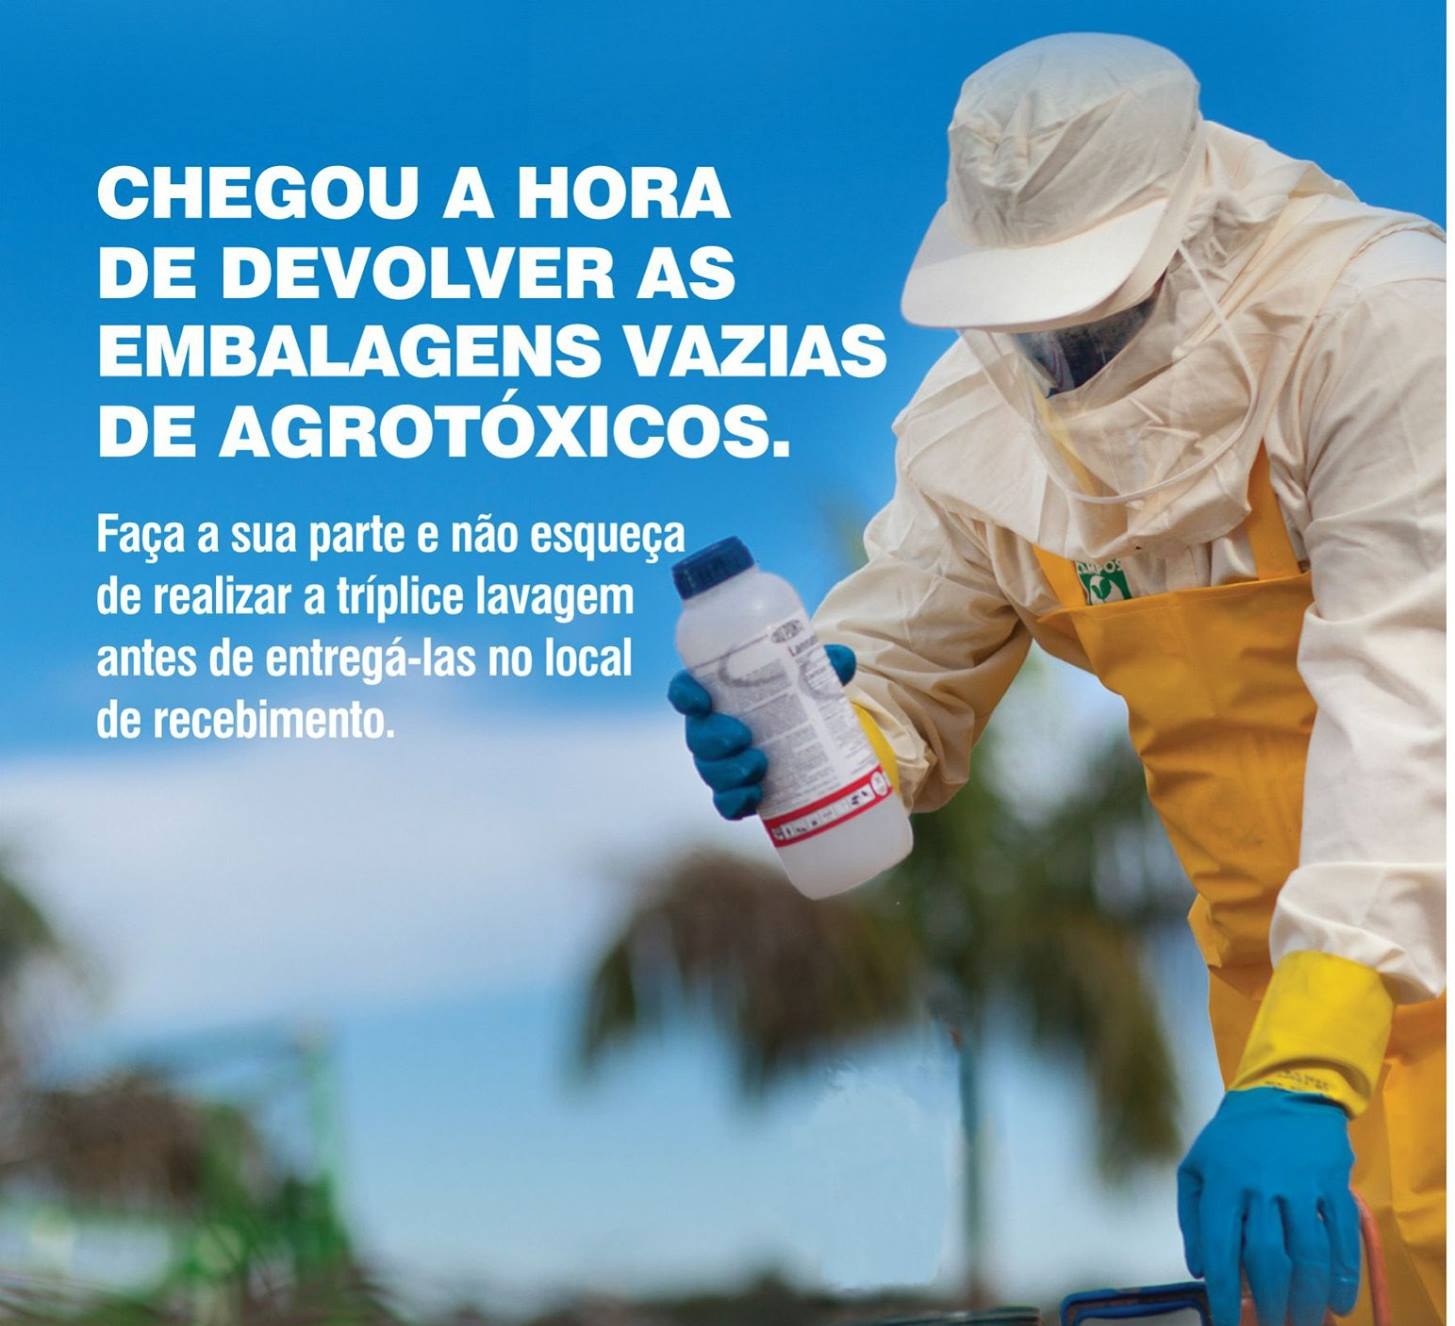 CHEGOU A HORA
DE DEVOLVER AS
EMBALAGENS VAZIAS
DE AGROTÓXICOS.
Faça a sua parte e não esqueça
de realizar a tríplice lavagem
antes de entregá-las no local
de recebimento.